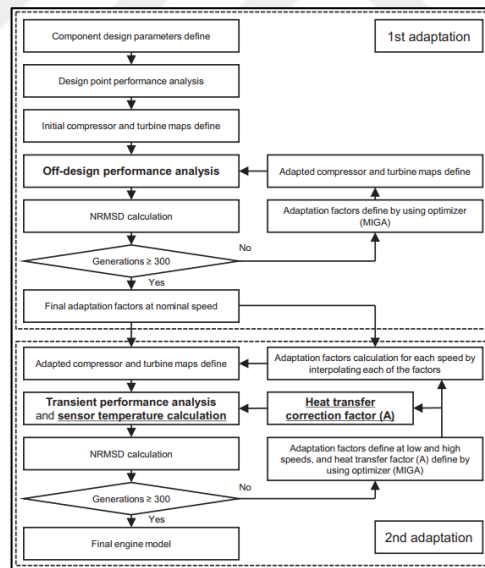 Component design parameters define
1st adaptation
Design point performance analysis
Initial compressor and turbine maps define
Off-design performance analysis
Adapted compressor and turbine maps define
NRMSD calculation
Adaptation factors define by using optimizer
(MIGA)
No
Generations ≥ 300
Yes
Final adaptation factors at nominal speed
Adapted compressor and turbine maps define
Adaptation factors calculation for each speed by
interpolating each of the factors
Transient performance analysis
and sensor temperature calculation
Heat transfer
correction factor (A)
NRMSD calculation
Adaptation factors define at low and high
speeds, and heat transfer factor (A) define by
using optimizer (MIGA)
No
Generations ≥ 300
Yes
Final engine model
2nd adaptation